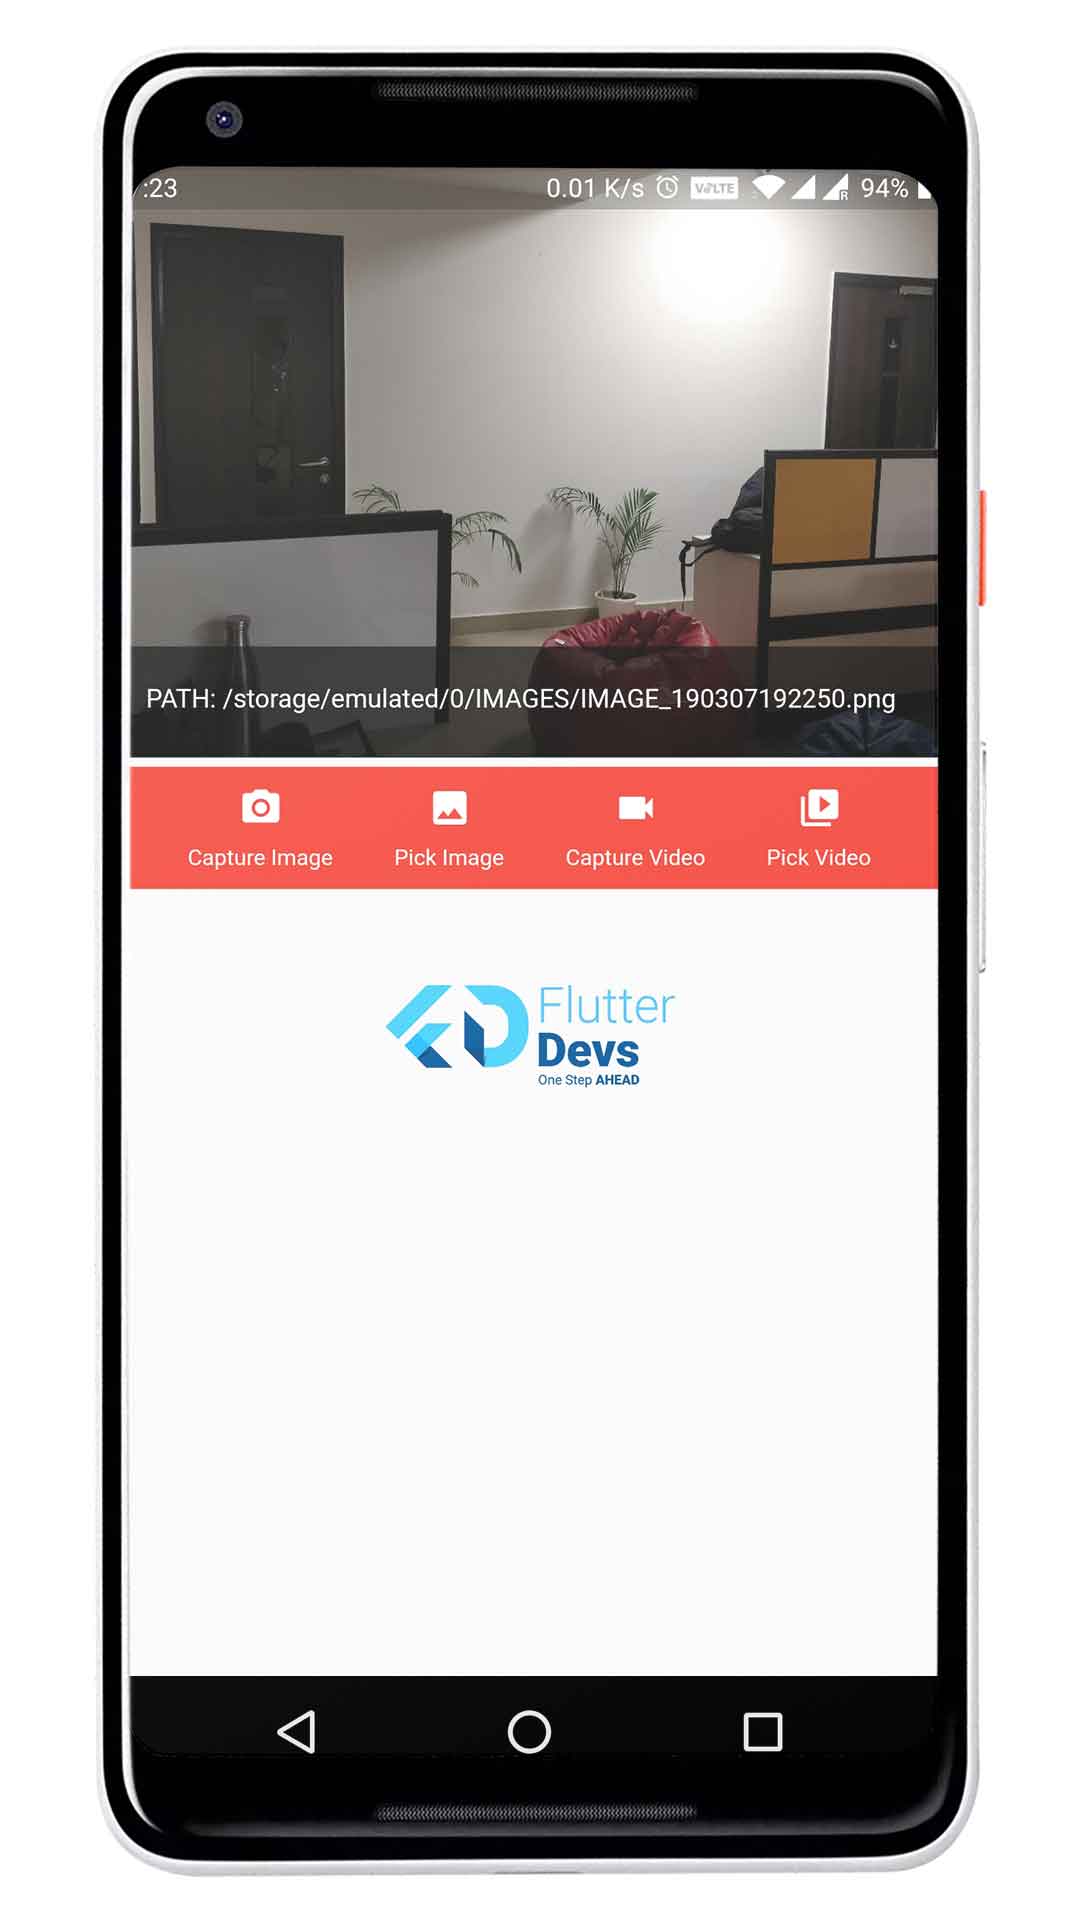 :23 0.01 K/s VoLTE R 94%
PATH: /storage/emulated/0/IMAGES/IMAGE_190307192250.png
Capture Image Pick Image Capture Video Pick Video
Flutter
Devs
One Step AHEAD